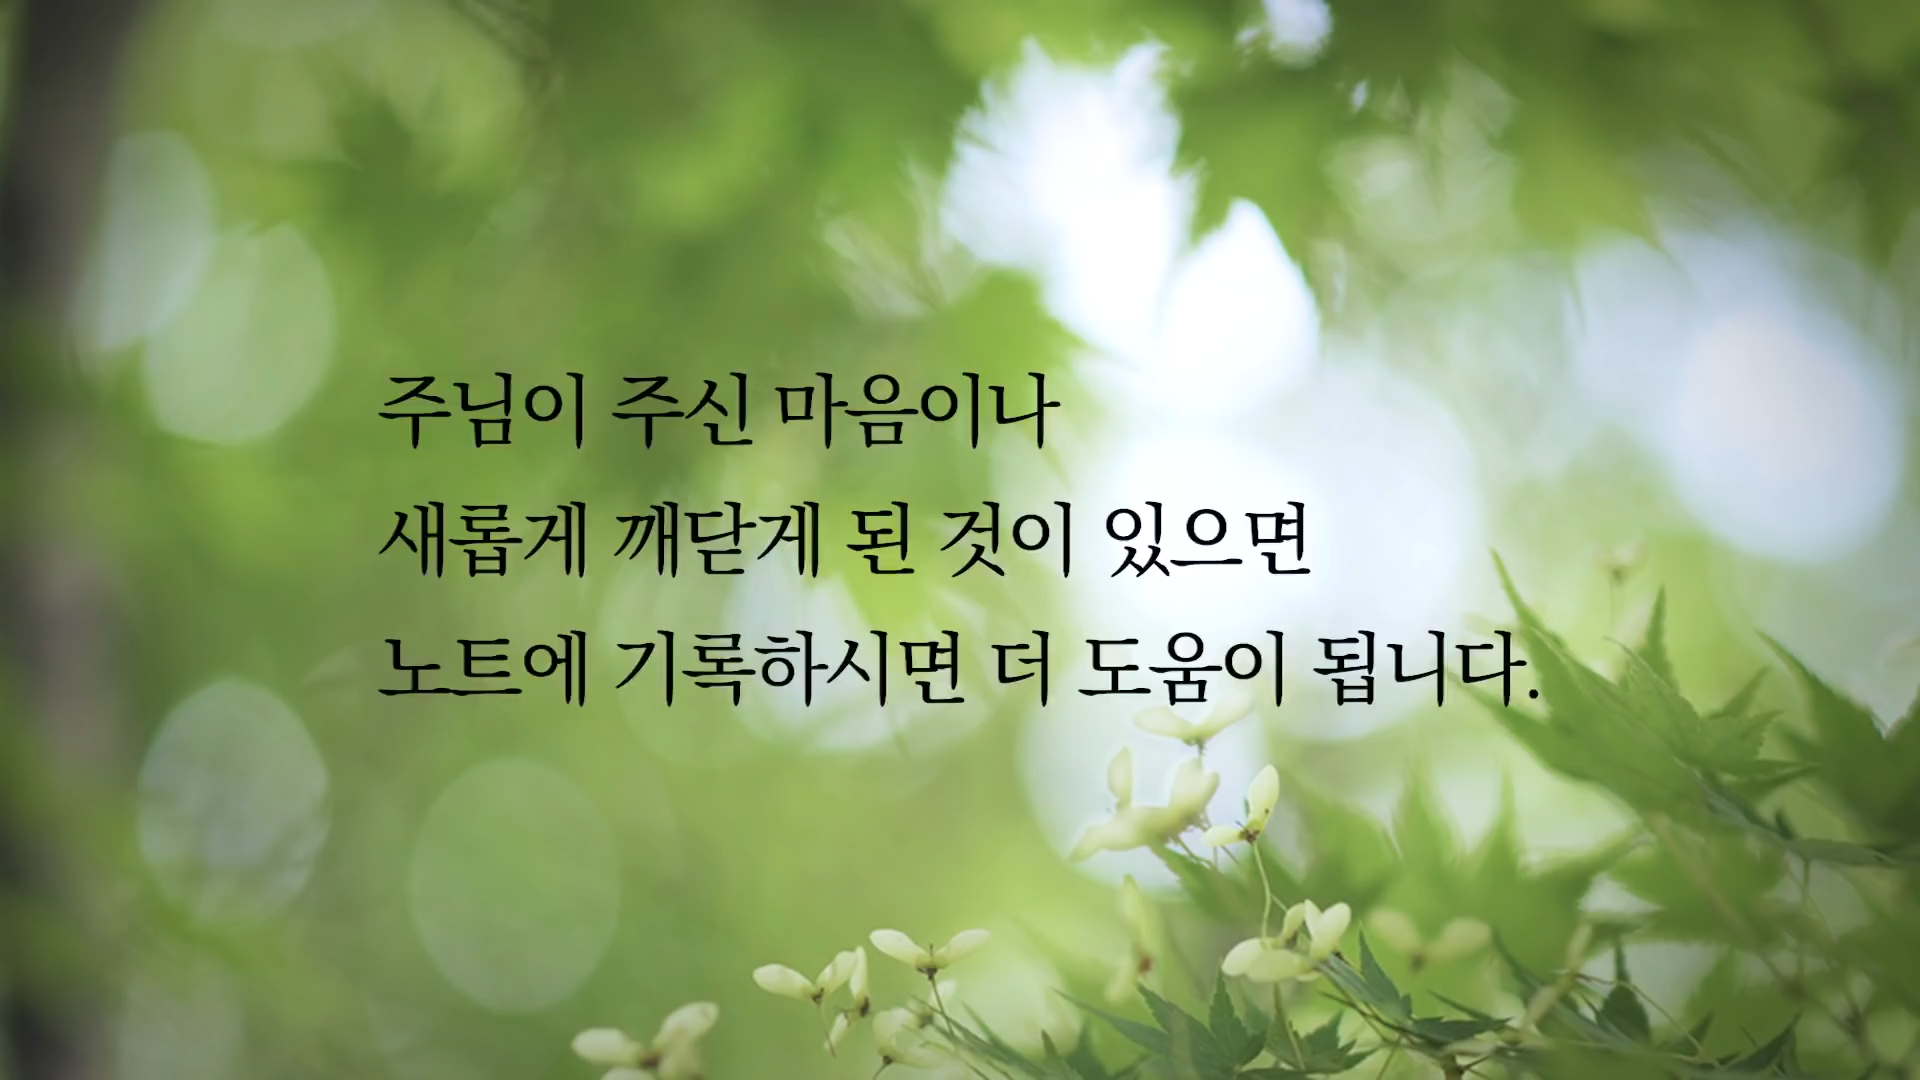 주님이 주신 마음이나
새롭게 깨닫게 된 것이 있으면
노트에 기록하시면 더 도움이 됩니다.